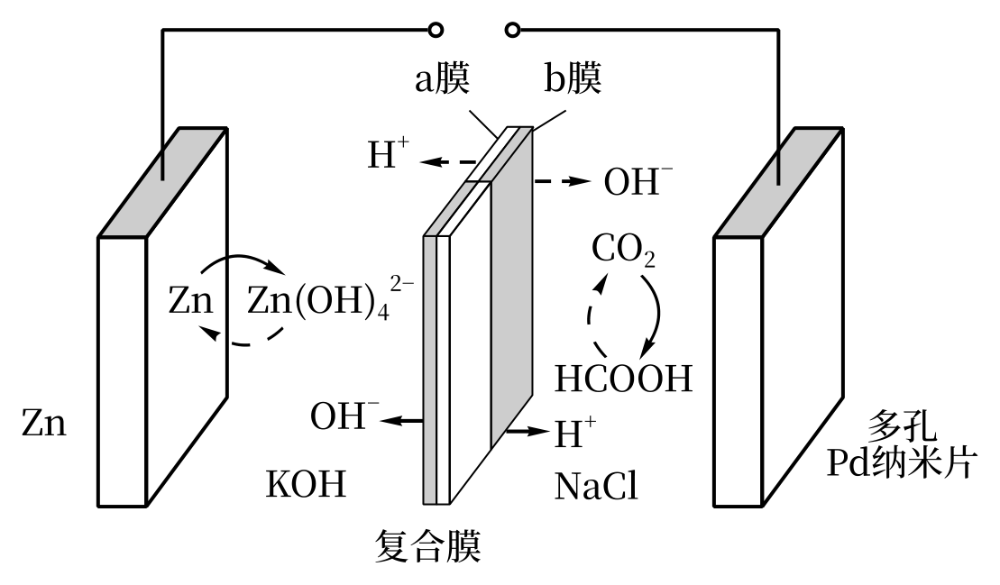 a膜
b膜
H⁺
OH⁻
CO₂
Zn
Zn(OH)₄²⁻
HCOOH
OH⁻
H⁺
Zn
多孔
Pd纳米片
KOH
NaCl
复合膜